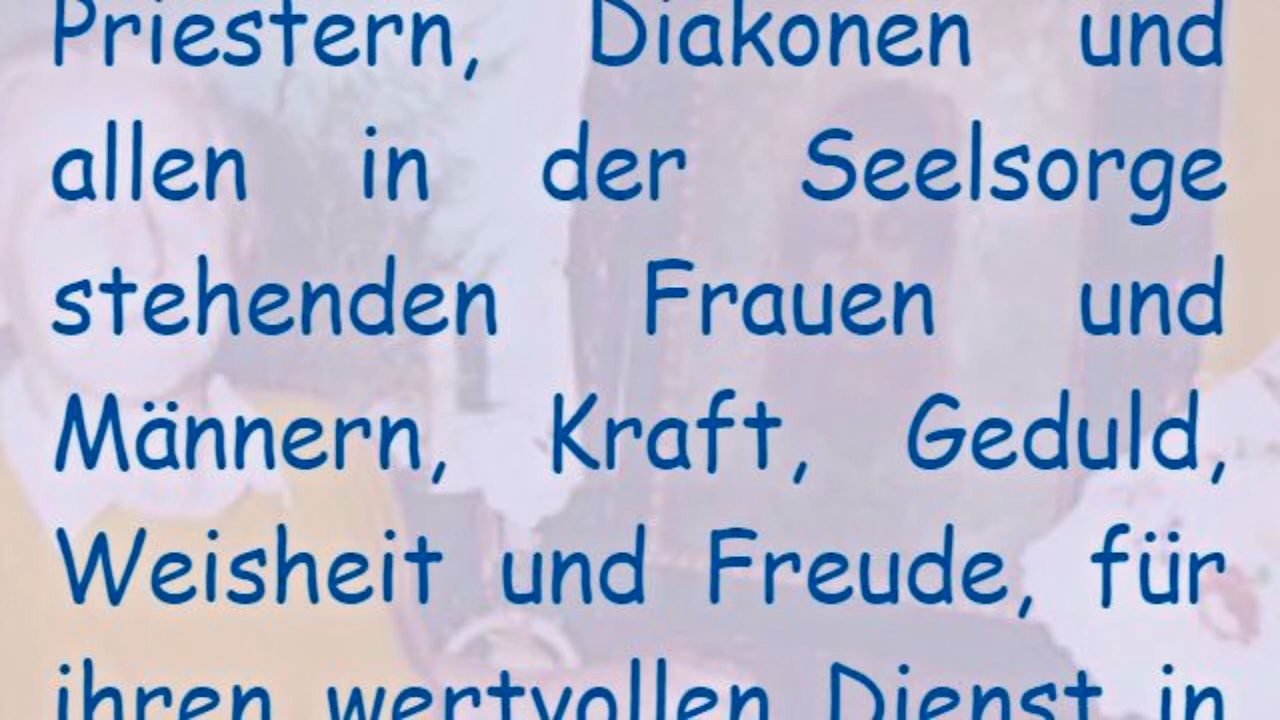 Priestern, Diakonen und
allen in der Seelsorge
stehenden Frauen und
Männern, Kraft, Geduld,
Weisheit und Freude, für
ihren wertvollen Dienst in